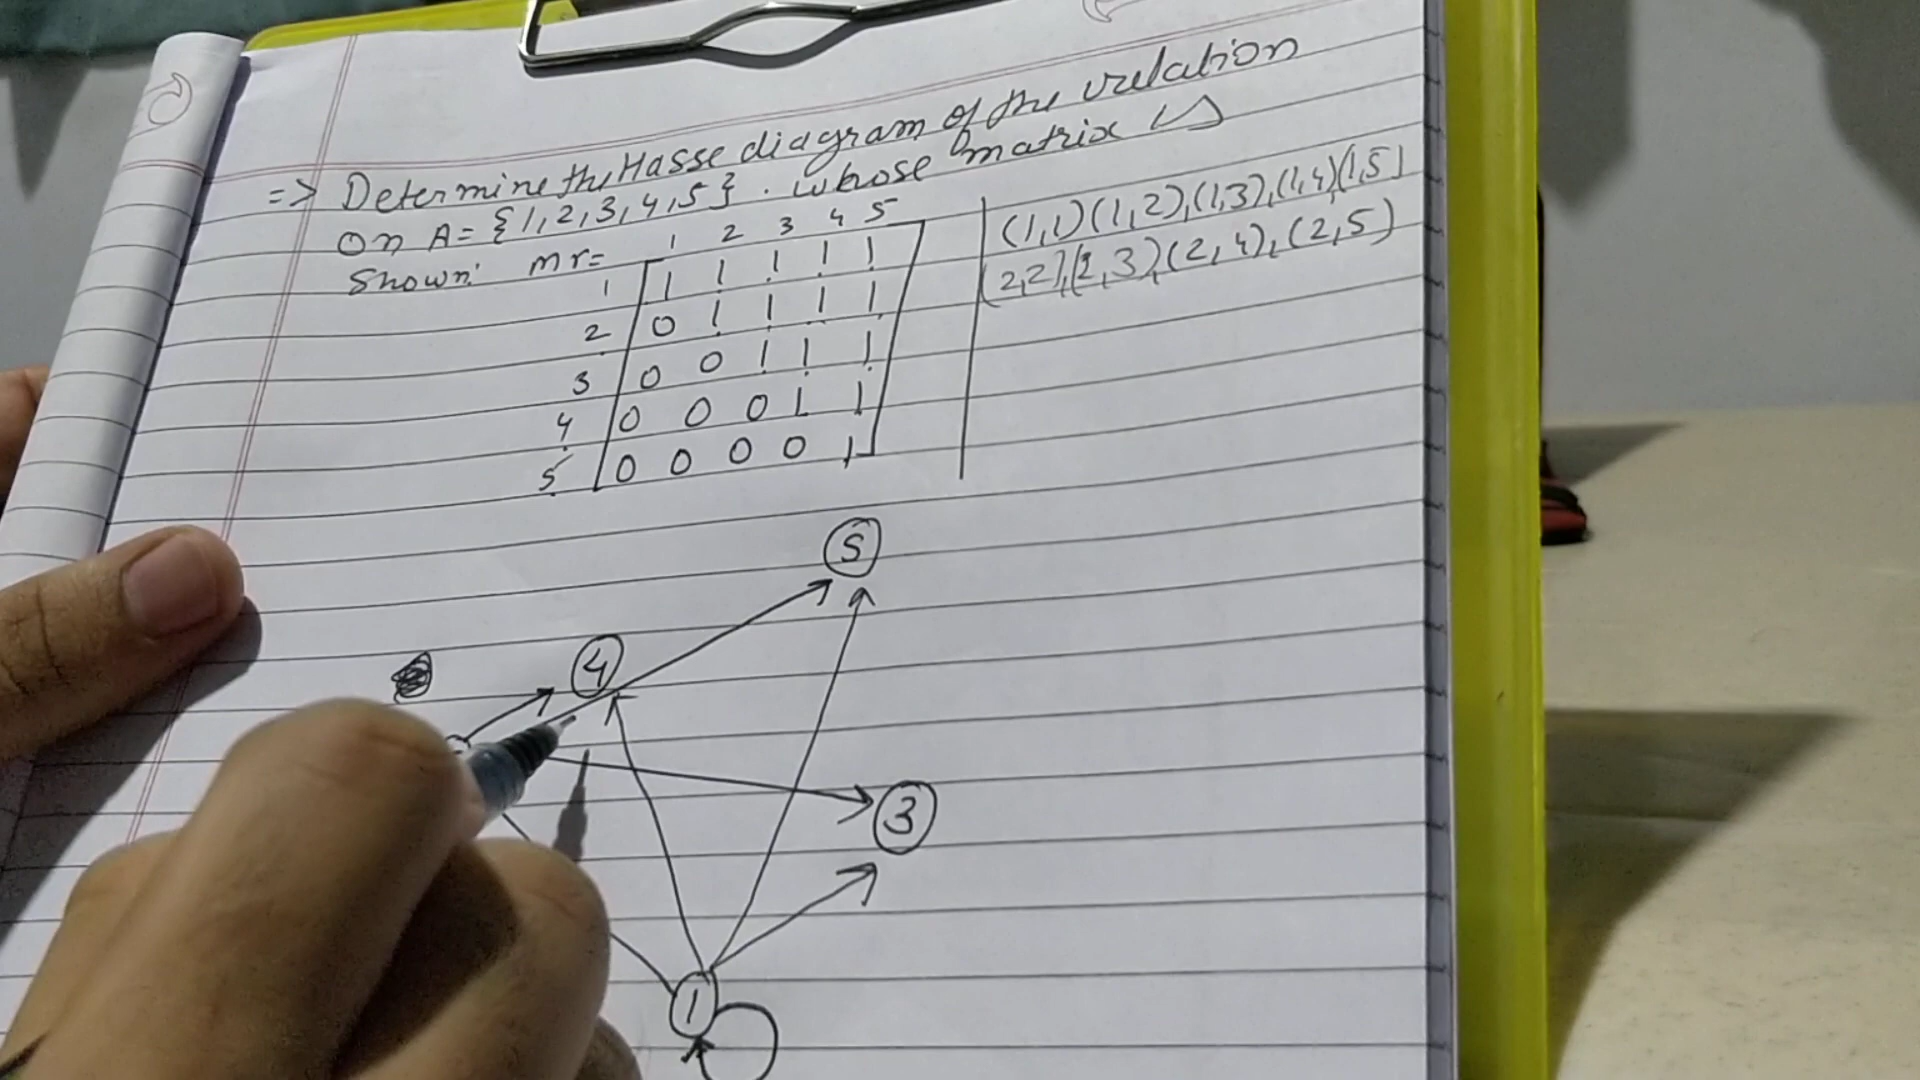 => Determine the Hasse diagram of the relation
on A = {1,2,3,4,5}. whose matrix is
Shown: mr=
1 2 3 4 5
1 1 1 1 1 1
2 0 1 1 1 1
3 0 0 1 1 1
4 0 0 0 1 1
5 0 0 0 0 1
(1,1)(1,2),(1,3),(1,4)(1,5)
(2,2),(2,3),(2,4),(2,5)
5
4
3
1